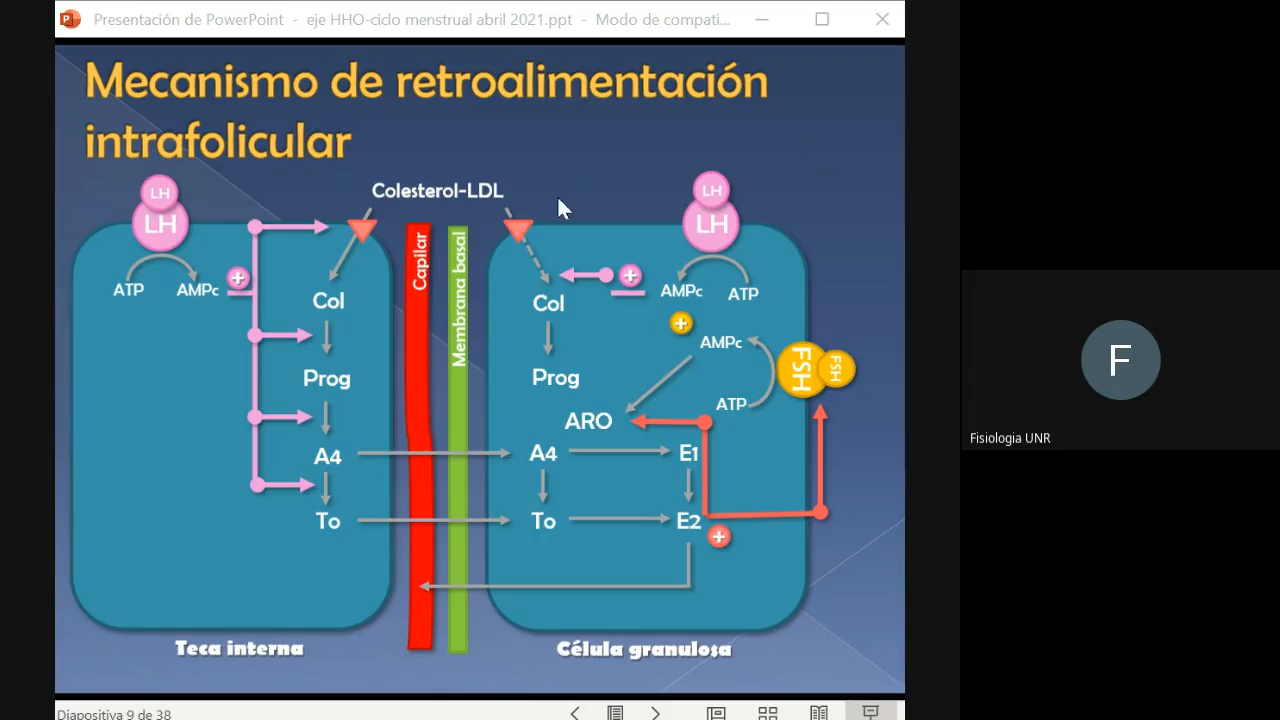 Presentación de PowerPoint - eje HHO-ciclo menstrual abril 2021.ppt - Modo de compati...
Mecanismo de retroalimentación
intrafolicular
Colesterol-LDL
LH
LH
ATP
AMPc
+
Col
Prog
A4
To
Teca interna
Capilar
Membrana basal
LH
LH
Col
+
AMPc
ATP
+
AMPc
FSH
FSH
Prog
ATP
ARO
A4
E1
To
E2
+
Célula granulosa
F
Fisiologia UNR
Diapositiva 9 de 38